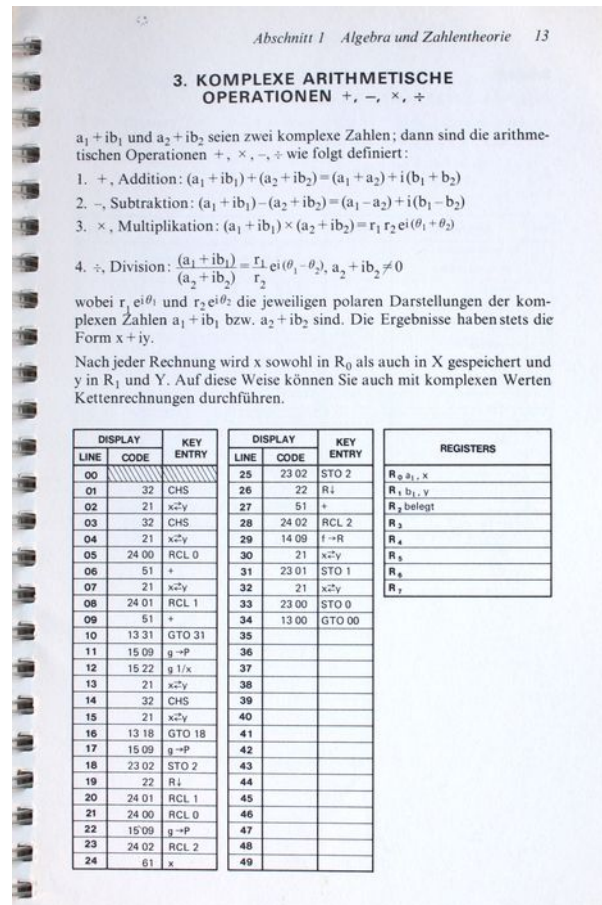 Abschnitt 1 Algebra und Zahlentheorie 13
3. KOMPLEXE ARITHMETISCHE
OPERATIONEN +, −, ×, ÷
a₁ + ib₁ und a₂ + ib₂ seien zwei komplexe Zahlen; dann sind die arithme-
tischen Operationen +, ×, −, ÷ wie folgt definiert:
1. +, Addition: (a₁ + ib₁) + (a₂ + ib₂) = (a₁ + a₂) + i(b₁ + b₂)
2. −, Subtraktion: (a₁ + ib₁) − (a₂ + ib₂) = (a₁ − a₂) + i(b₁ − b₂)
3. ×, Multiplikation: (a₁ + ib₁) × (a₂ + ib₂) = r₁ r₂ eⁱ(θ₁ + θ₂)
4. ÷, Division: (a₁ + ib₁)/(a₂ + ib₂) = r₁/r₂ eⁱ(θ₁ − θ₂), a₂ + ib₂ ≠ 0
wobei r₁ eiθ₁ und r₂ eiθ₂ die jeweiligen polaren Darstellungen der kom-
plexen Zahlen a₁ + ib₁ bzw. a₂ + ib₂ sind. Die Ergebnisse haben stets die
Form x + iy.
Nach jeder Rechnung wird x sowohl in R₀ als auch in X gespeichert und
y in R₁ und Y. Auf diese Weise können Sie auch mit komplexen Werten
Kettenrechnungen durchführen.
DISPLAY KEY ENTRY
LINE CODE
00
01 32 CHS
02 21 x⇄y
03 32 CHS
04 21 x⇄y
05 24 00 RCL 0
06 51 +
07 21 x⇄y
08 24 01 RCL 1
09 51 +
10 13 31 GTO 31
11 15 09 g →P
12 15 22 g 1/x
13 21 x⇄y
14 32 CHS
15 21 x⇄y
16 13 18 GTO 18
17 15 09 g →P
18 23 02 STO 2
19 22 R↓
20 24 01 RCL 1
21 24 00 RCL 0
22 15 09 g →P
23 24 02 RCL 2
24 61 x
DISPLAY KEY ENTRY
LINE CODE
25 23 02 STO 2
26 22 R↓
27 51 +
28 24 02 RCL 2
29 14 09 f →R
30 21 x⇄y
31 23 01 STO 1
32 21 x⇄y
33 23 00 STO 0
34 13 00 GTO 00
35
36
37
38
39
40
41
42
43
44
45
46
47
48
49
REGISTERS
R₀ a₁, x
R₁ b₁, y
R₂ belegt
R₃
R₄
R₅
R₆
R₇